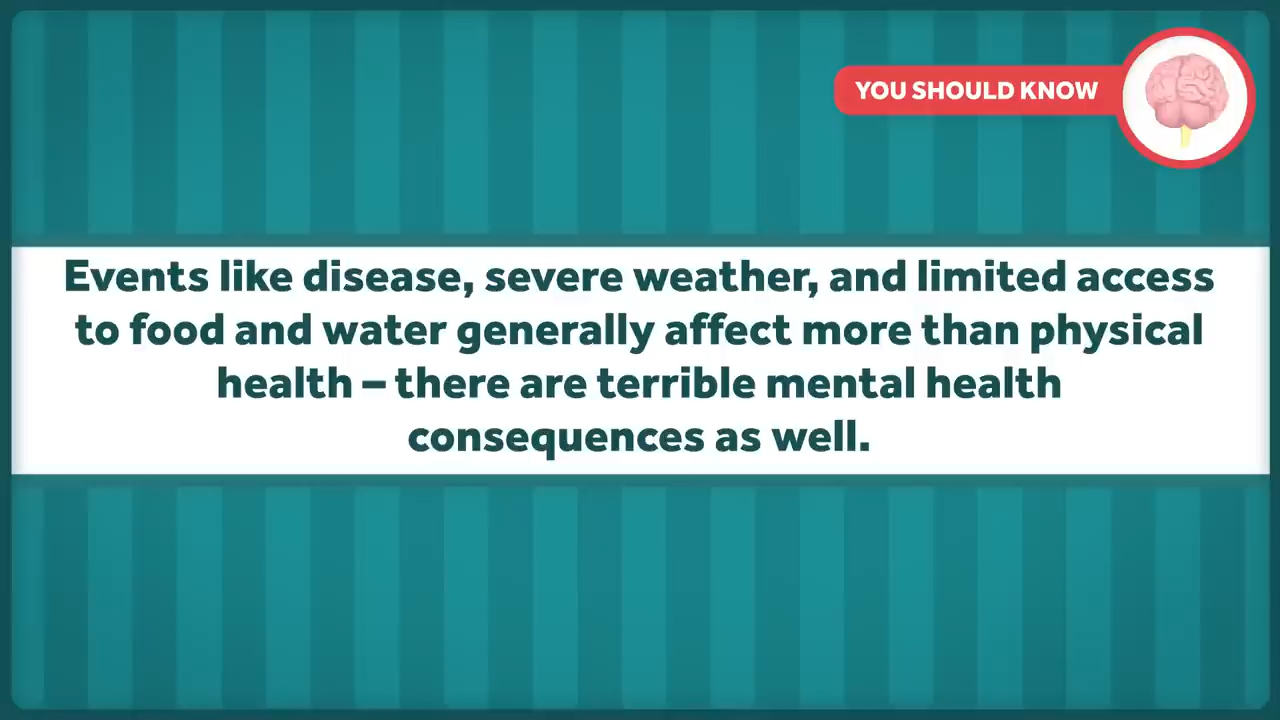 YOU SHOULD KNOW
Events like disease, severe weather, and limited access
to food and water generally affect more than physical
health – there are terrible mental health
consequences as well.